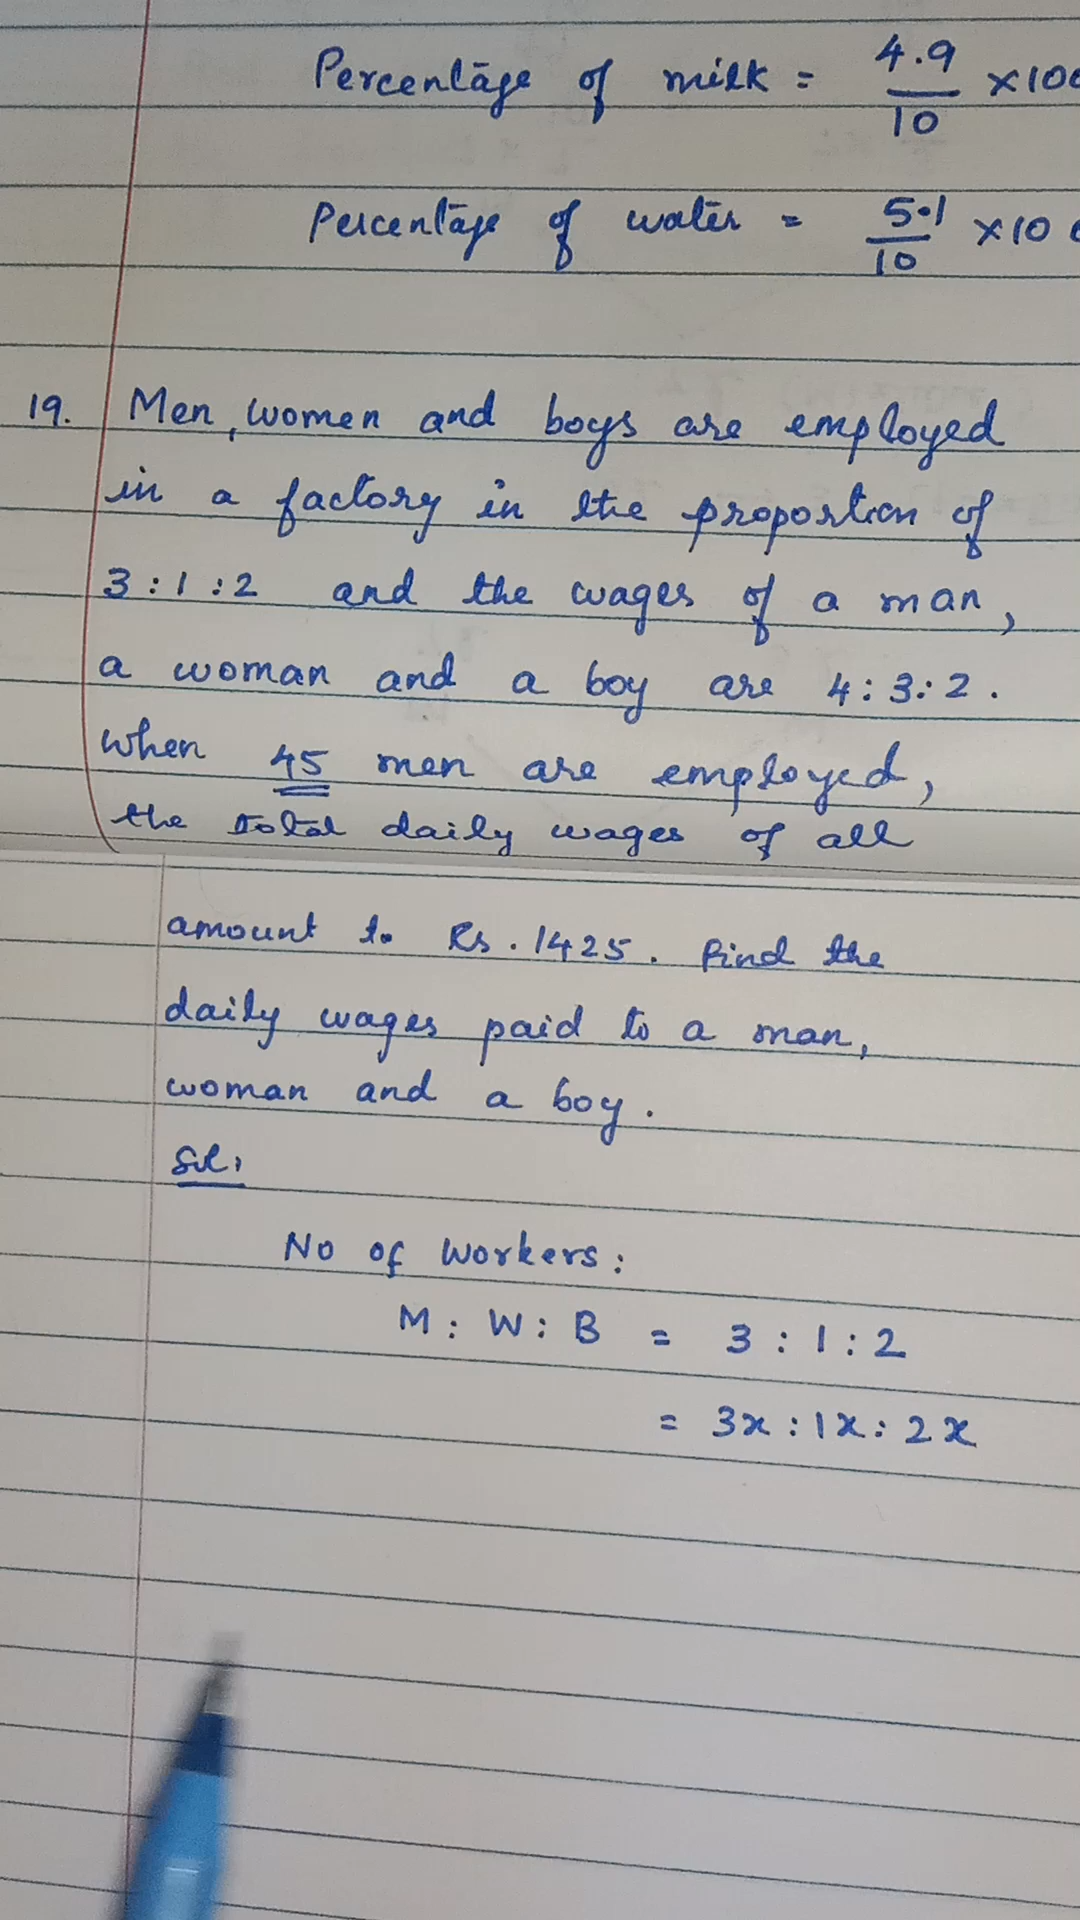 Percentage of milk = 4.9/10 ×100
Percentage of water = 5.1/10 ×10
19. Men, women and boys are employed
in a factory in the proportion of
3:1:2 and the wages of a man,
a woman and a boy are 4:3:2.
When 45 men are employed,
the total daily wages of all
amount to Rs. 1425. Find the
daily wages paid to a man,
woman and a boy.
Sol,
No of Workers:
M: W: B = 3:1:2
= 3x:1x:2x